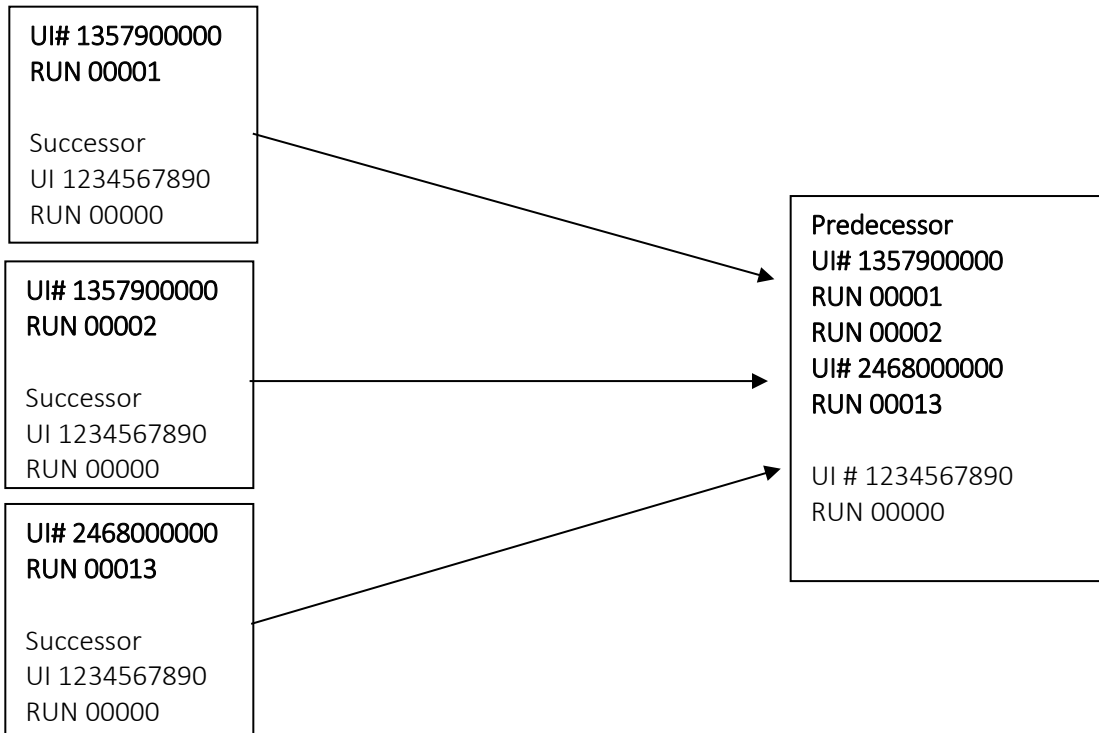 UI# 1357900000
RUN 00001
Successor
UI 1234567890
RUN 00000
UI# 1357900000
RUN 00002
Successor
UI 1234567890
RUN 00000
UI# 2468000000
RUN 00013
Successor
UI 1234567890
RUN 00000
Predecessor
UI# 1357900000
RUN 00001
RUN 00002
UI# 2468000000
RUN 00013
UI # 1234567890
RUN 00000